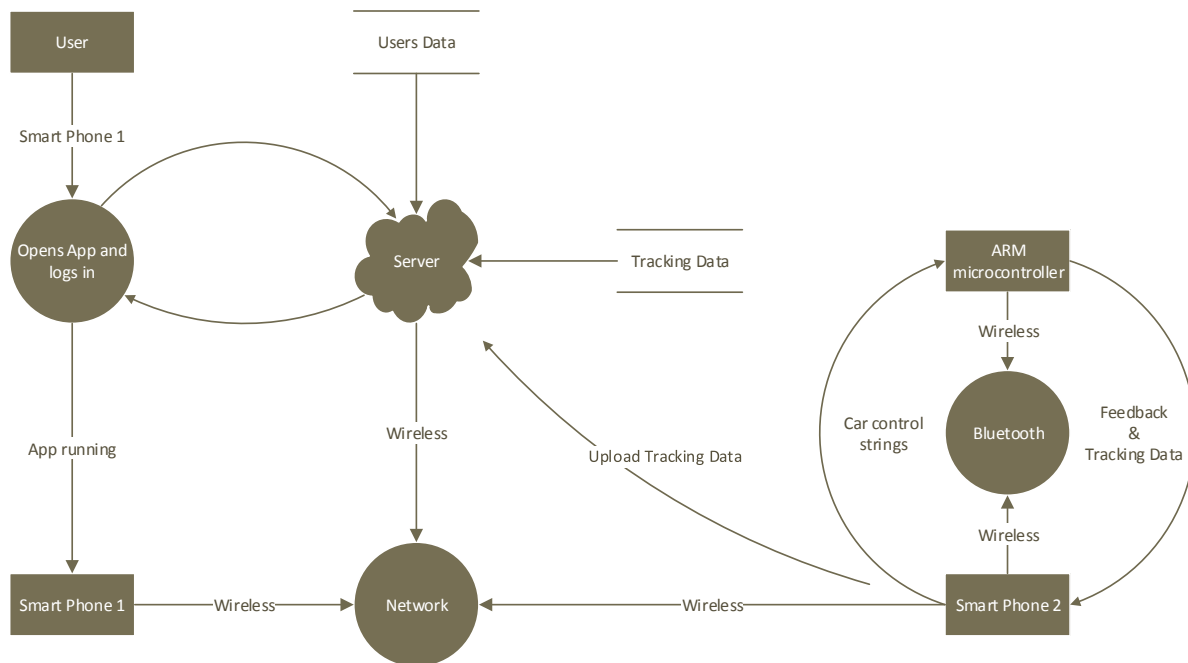 User
Users Data
Smart Phone 1
Opens App and
logs in
Server
Tracking Data
ARM
microcontroller
Wireless
App running
Wireless
Upload Tracking Data
Car control
strings
Bluetooth
Feedback
&
Tracking Data
Wireless
Smart Phone 1
Wireless
Network
Wireless
Smart Phone 2